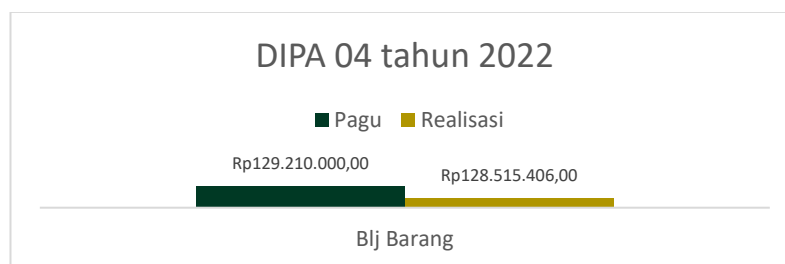 DIPA 04 tahun 2022
Pagu Realisasi
Rp129.210.000,00
Rp128.515.406,00
Blj Barang